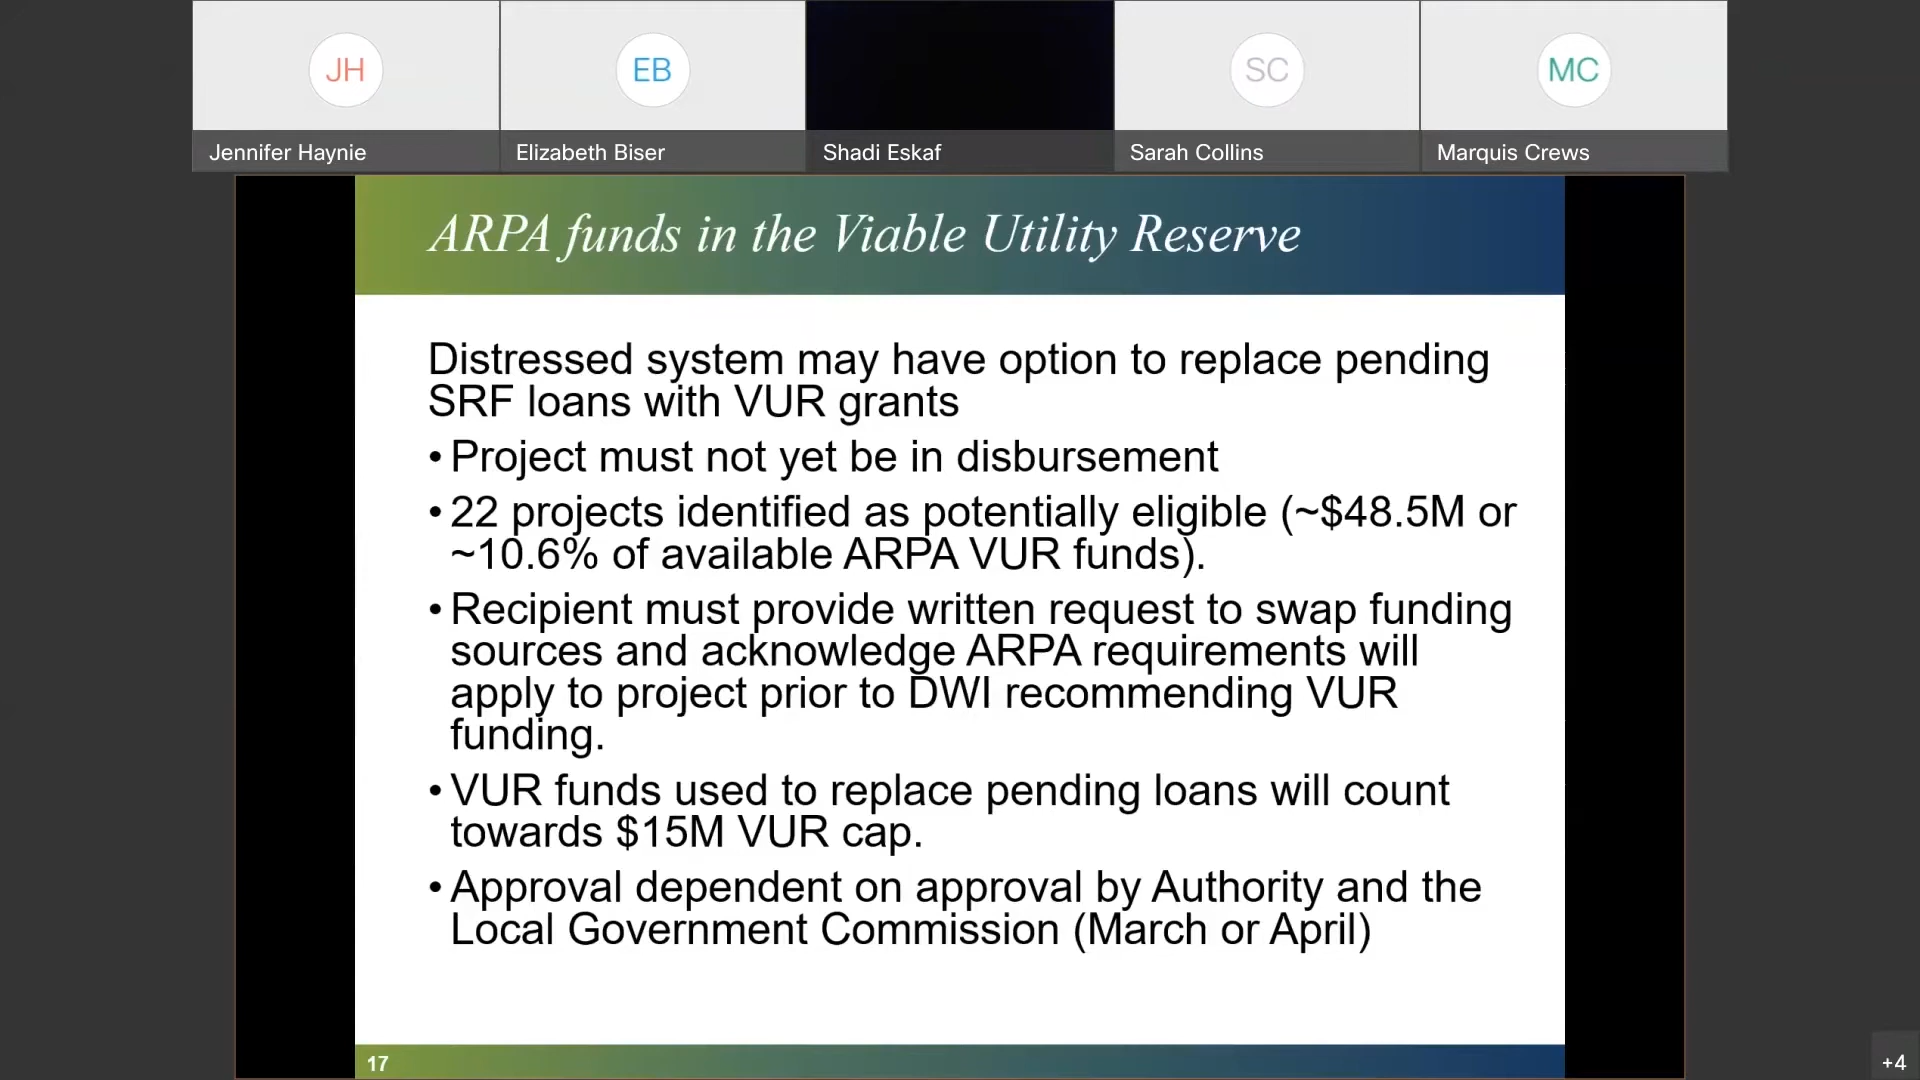 JH
EB
SC
MC
Jennifer Haynie
Elizabeth Biser
Shadi Eskaf
Sarah Collins
Marquis Crews
ARPA funds in the Viable Utility Reserve
Distressed system may have option to replace pending
SRF loans with VUR grants
• Project must not yet be in disbursement
• 22 projects identified as potentially eligible (~$48.5M or
~10.6% of available ARPA VUR funds).
• Recipient must provide written request to swap funding
sources and acknowledge ARPA requirements will
apply to project prior to DWI recommending VUR
funding.
• VUR funds used to replace pending loans will count
towards $15M VUR cap.
• Approval dependent on approval by Authority and the
Local Government Commission (March or April)
17
+4